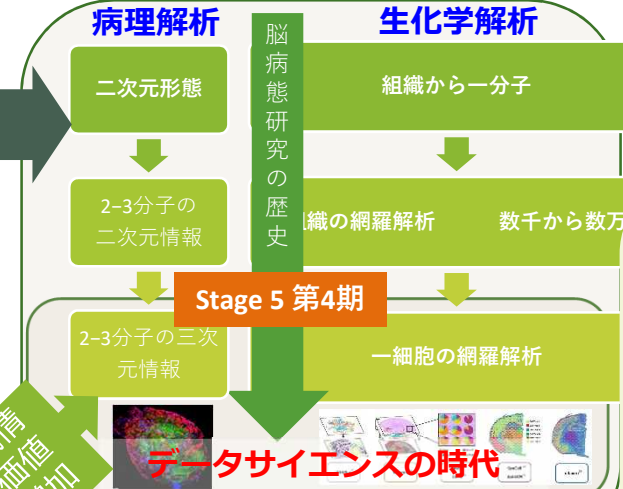 病理解析
生化学解析
脳病態研究の歴史
二次元形態
組織から一分子
2−3分子の
二次元情報
織の網羅解析
数千から数万
Stage 5 第4期
2−3分子の三次
元情報
一細胞の網羅解析
情
価値
加
データサイエンスの時代